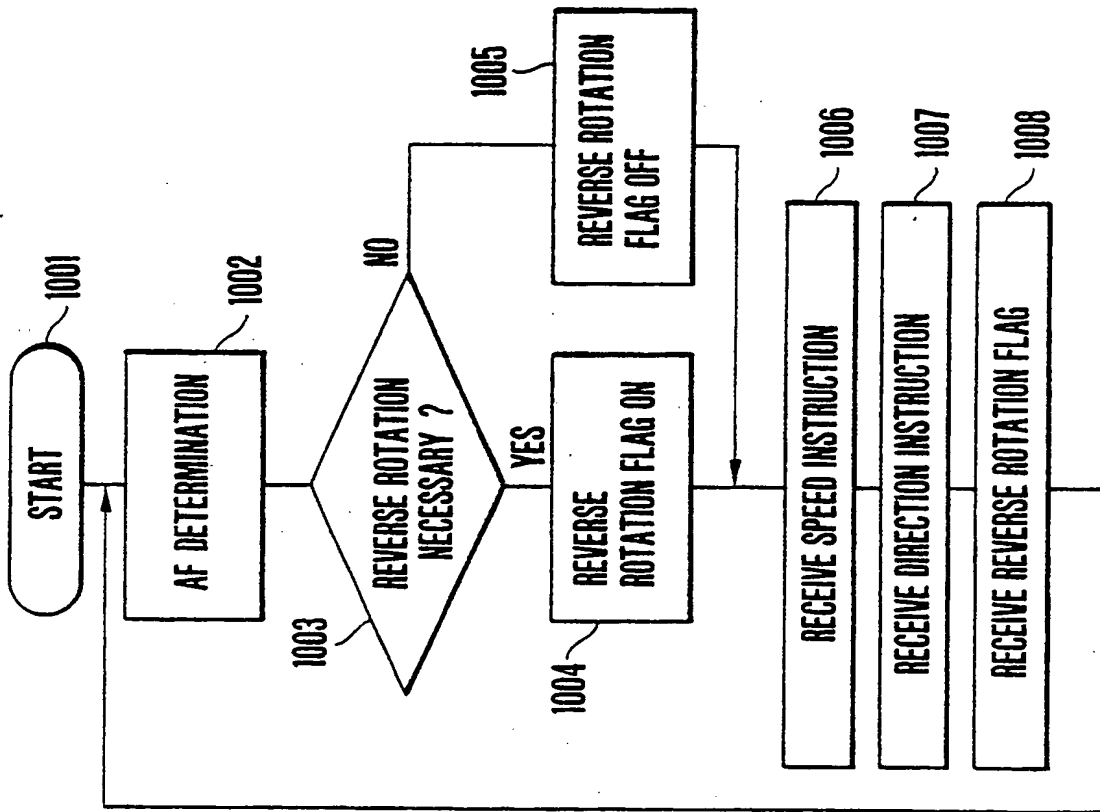 START
1001
AF DETERMINATION
1002
REVERSE ROTATION
NECESSARY ?
1003
NO
YES
REVERSE
ROTATION FLAG ON
1004
REVERSE ROTATION
FLAG OFF
1005
RECEIVE SPEED INSTRUCTION
1006
RECEIVE DIRECTION INSTRUCTION
1007
RECEIVE REVERSE ROTATION FLAG
1008